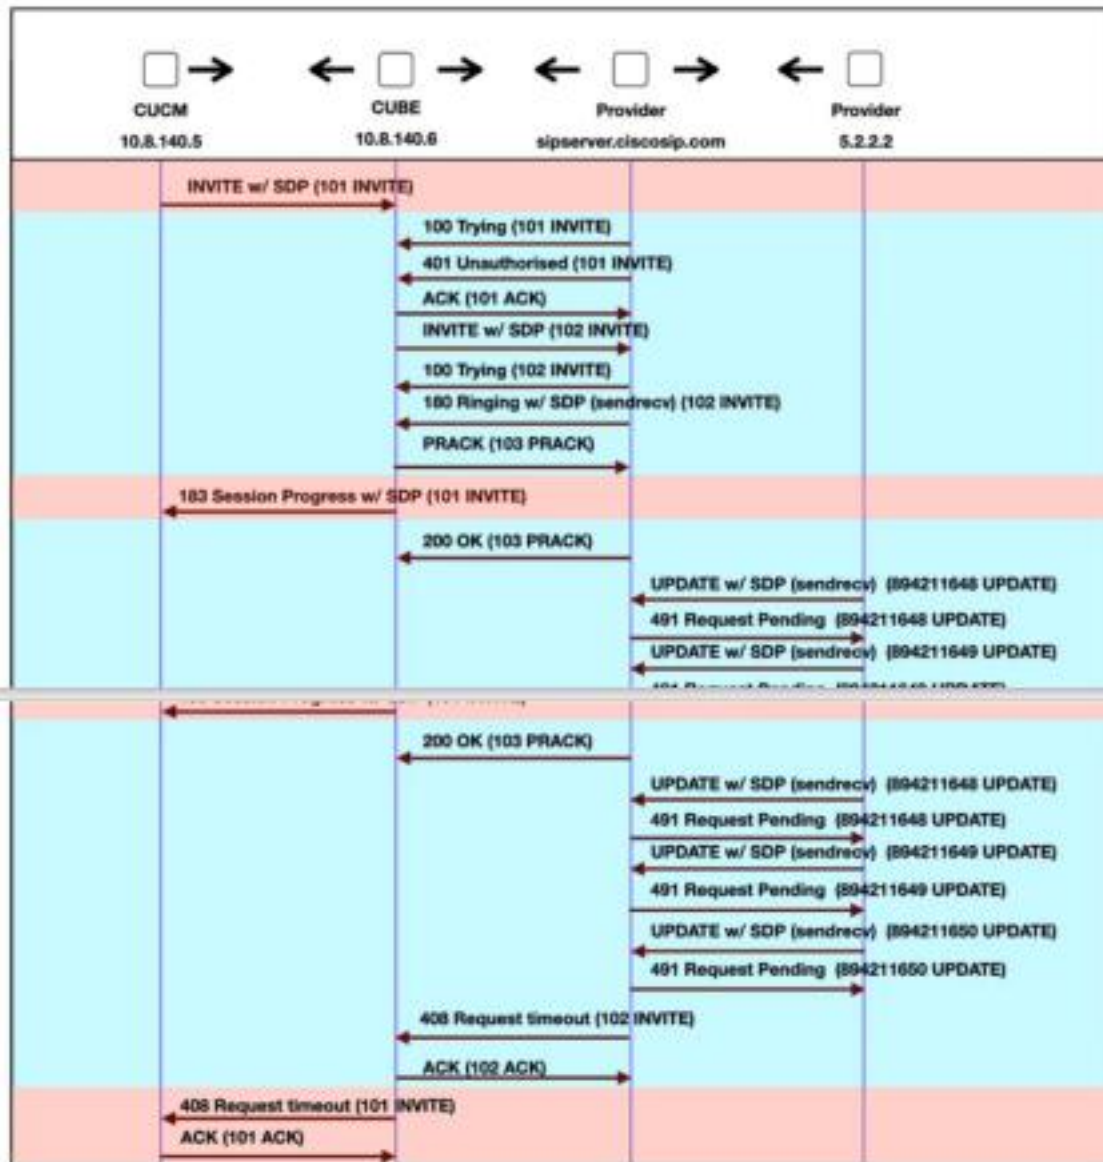 CUCM CUBE Provider Provider
10.8.140.5 10.8.140.6 sipserver.ciscosip.com 5.2.2.2
INVITE w/ SDP (101 INVITE)
100 Trying (101 INVITE)
401 Unauthorised (101 INVITE)
ACK (101 ACK)
INVITE w/ SDP (102 INVITE)
100 Trying (102 INVITE)
180 Ringing w/ SDP (sendrecv) (102 INVITE)
PRACK (103 PRACK)
183 Session Progress w/ SDP (101 INVITE)
200 OK (103 PRACK)
UPDATE w/ SDP (sendrecv) (894211648 UPDATE)
491 Request Pending (894211648 UPDATE)
UPDATE w/ SDP (sendrecv) (894211649 UPDATE)
200 OK (103 PRACK)
UPDATE w/ SDP (sendrecv) (894211648 UPDATE)
491 Request Pending (894211648 UPDATE)
UPDATE w/ SDP (sendrecv) (894211649 UPDATE)
491 Request Pending (894211649 UPDATE)
UPDATE w/ SDP (sendrecv) (894211650 UPDATE)
491 Request Pending (894211650 UPDATE)
408 Request timeout (102 INVITE)
ACK (102 ACK)
408 Request timeout (101 INVITE)
ACK (101 ACK)